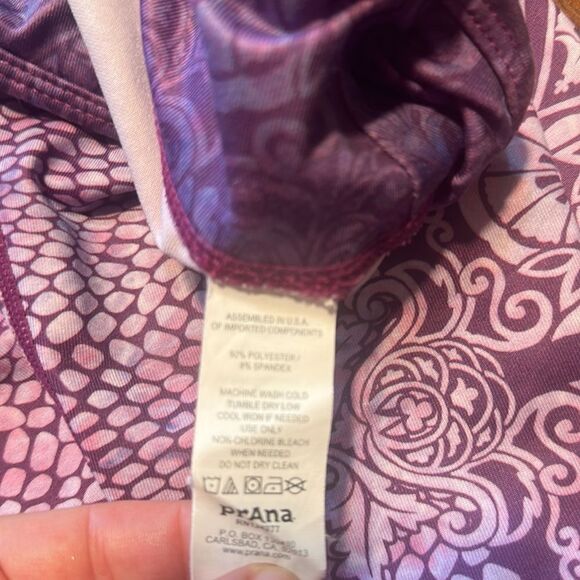 ASSEMBLED IN U.S.A.
OF IMPORTED COMPONENTS
92% POLYESTER/
8% SPANDEX
MACHINE WASH COLD
TUMBLE DRY LOW
COOL IRON IF NEEDED
USE ONLY
NON-CHLORINE BLEACH
WHEN NEEDED
DO NOT DRY CLEAN
PrAna
P.O. BOX
CARLSBAD, CA.
www.prana.com